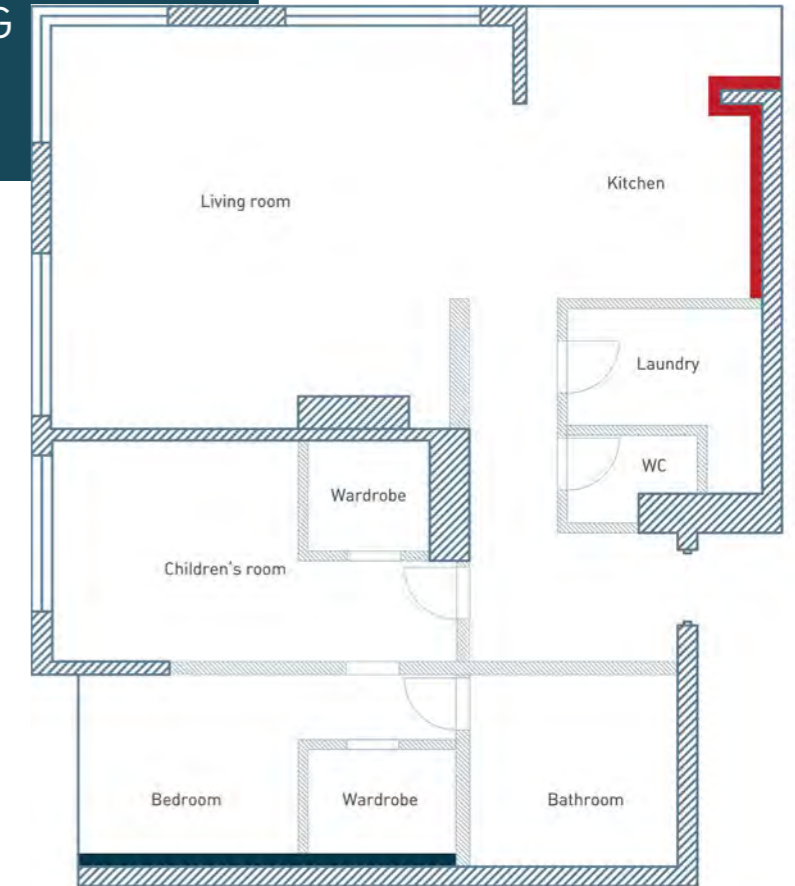 G
Living room
Kitchen
Laundry
WC
Wardrobe
Children's room
Bedroom
Wardrobe
Bathroom